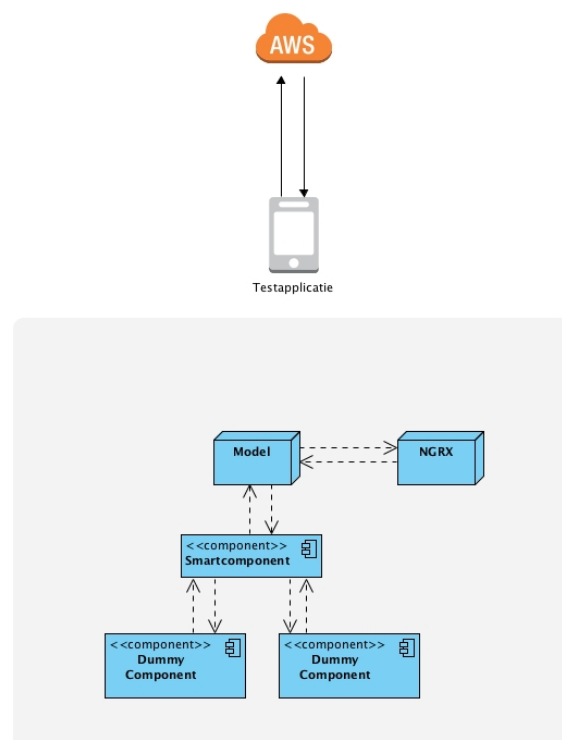 AWS
Testapplicatie
Model
NGRX
<<component>>
Smartcomponent
<<component>>
Dummy
Component
<<component>>
Dummy
Component